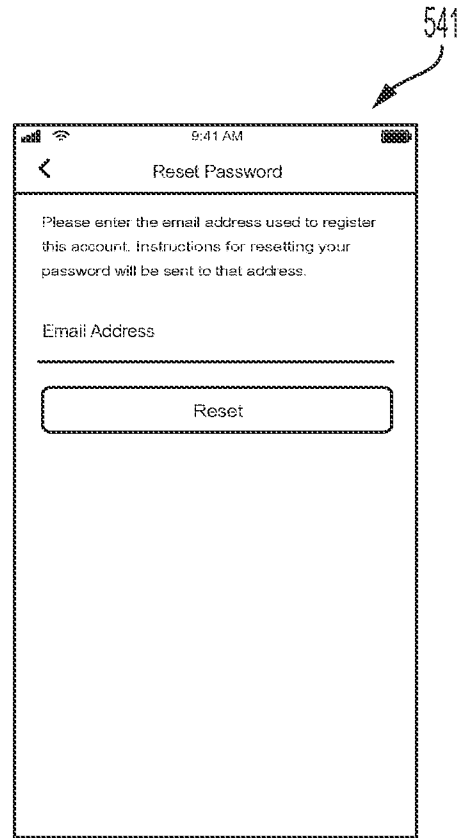 541
9:41 AM
Reset Password
Please enter the email address used to register
this account. Instructions for resetting your
password will be sent to that address.
Email Address
Reset